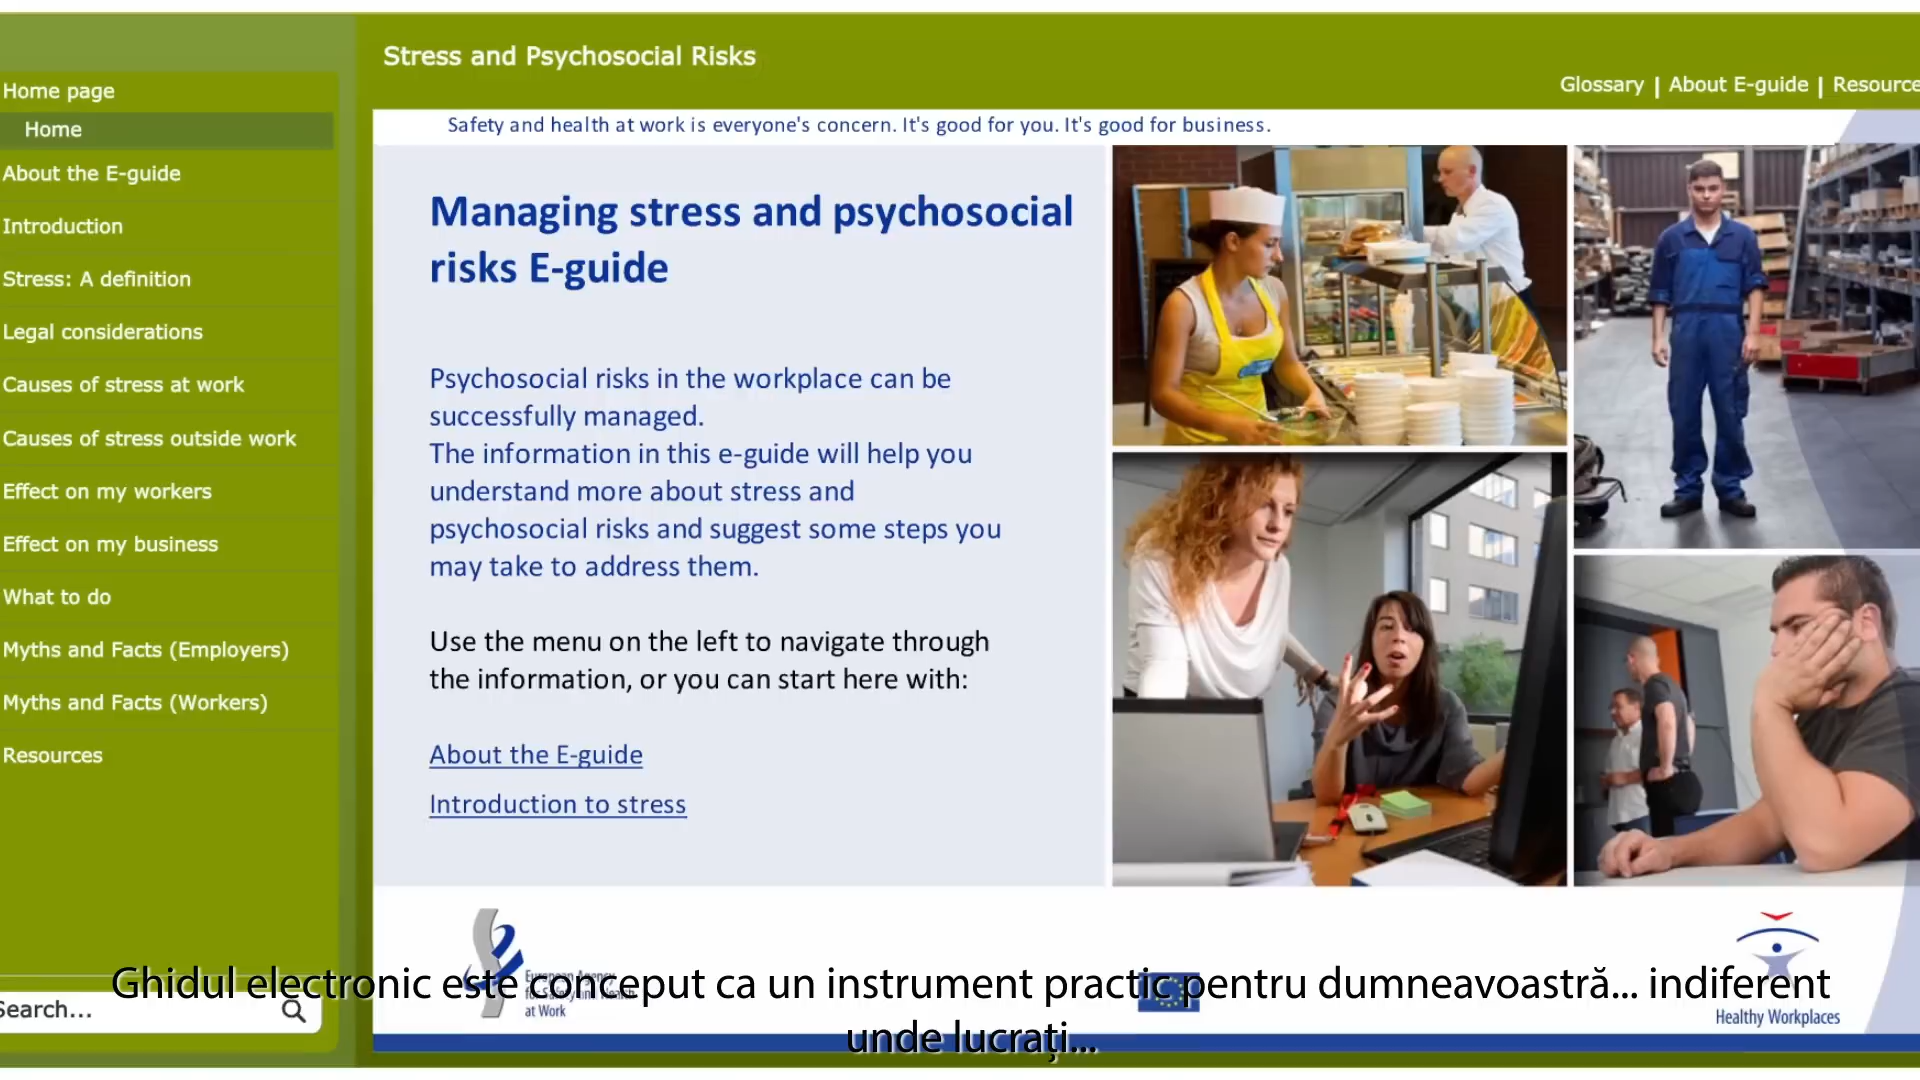 Stress and Psychosocial Risks
Glossary | About E-guide | Resource
Home page
Home
About the E-guide
Introduction
Stress: A definition
Legal considerations
Causes of stress at work
Causes of stress outside work
Effect on my workers
Effect on my business
What to do
Myths and Facts (Employers)
Myths and Facts (Workers)
Resources
Search...
Safety and health at work is everyone's concern. It's good for you. It's good for business.
Managing stress and psychosocial
risks E-guide
Psychosocial risks in the workplace can be
successfully managed.
The information in this e-guide will help you
understand more about stress and
psychosocial risks and suggest some steps you
may take to address them.
Use the menu on the left to navigate through
the information, or you can start here with:
About the E-guide
Introduction to stress
European Agency
for Safety and Health
at Work
Healthy Workplaces
Ghidul electronic este conceput ca un instrument practic pentru dumneavoastră... indiferent
unde lucrați...